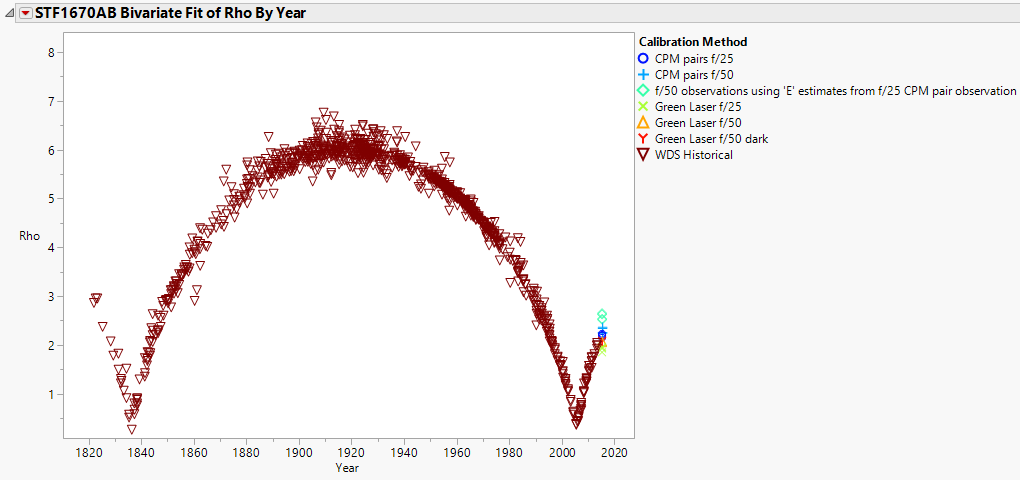 STF1670AB Bivariate Fit of Rho By Year
8
7
6
5
4
3
2
1
Rho
1820 1840 1860 1880 1900 1920 1940 1960 1980 2000 2020
Year
Calibration Method
CPM pairs f/25
CPM pairs f/50
f/50 observations using 'E' estimates from f/25 CPM pair observation
Green Laser f/25
Green Laser f/50
Green Laser f/50 dark
WDS Historical